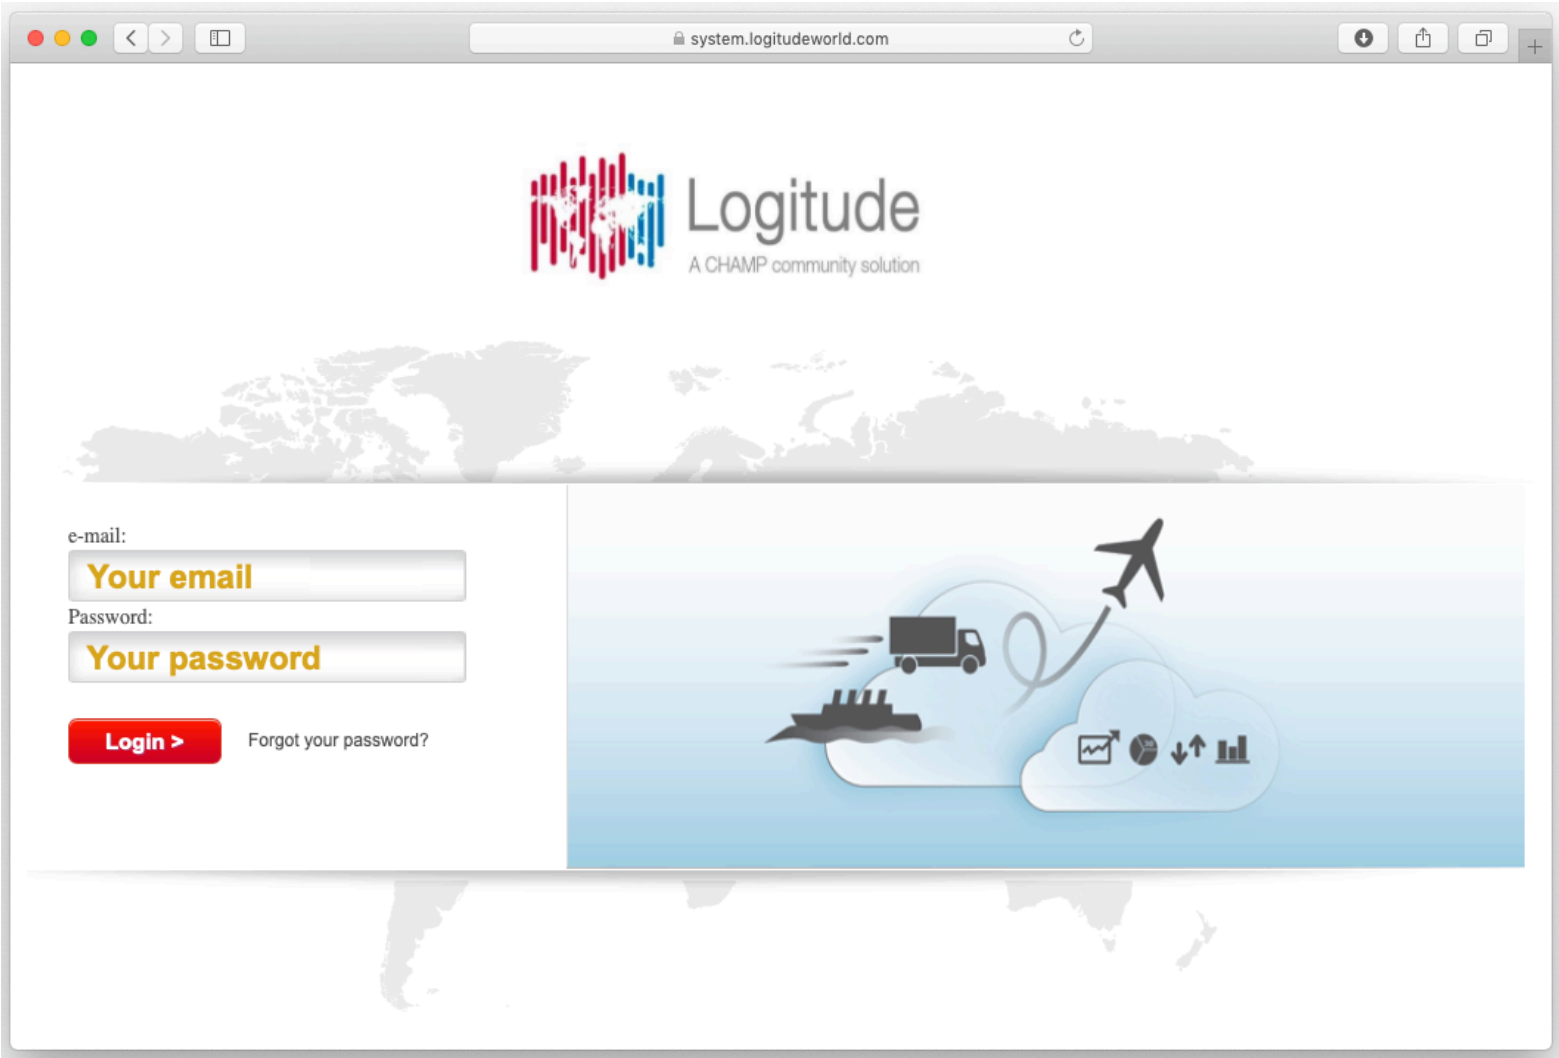 system.logitudeworld.com
Logitude
A CHAMP community solution
e-mail:
Your email
Password:
Your password
Login >
Forgot your password?